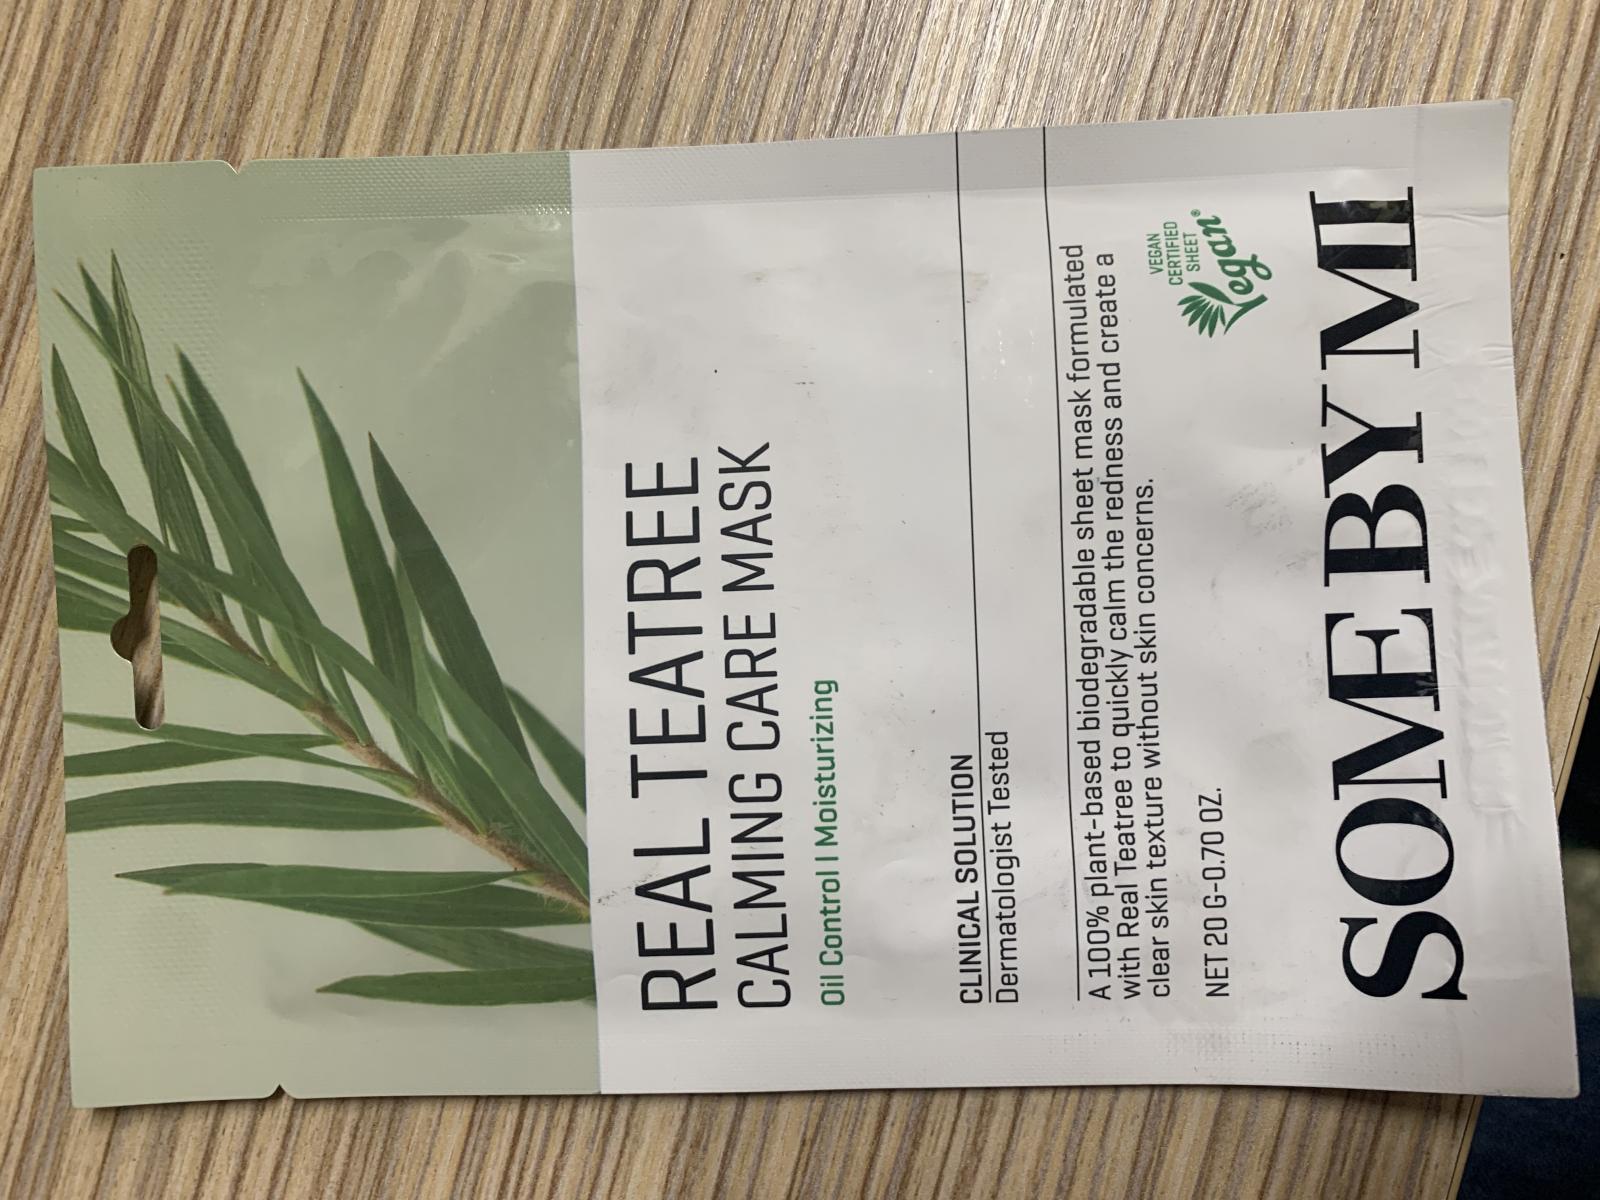 REAL TEATREE
CALMING CARE MASK
Oil Control | Moisturizing
CLINICAL SOLUTION
Dermatologist Tested
A 100% plant-based biodegradable sheet mask formulated
with Real Teatree to quickly calm the redness and create a
clear skin texture without skin concerns.
NET 20 G-0.70 OZ.
VEGAN
CERTIFIED
SHEET
Vegan®
SOME BY MI